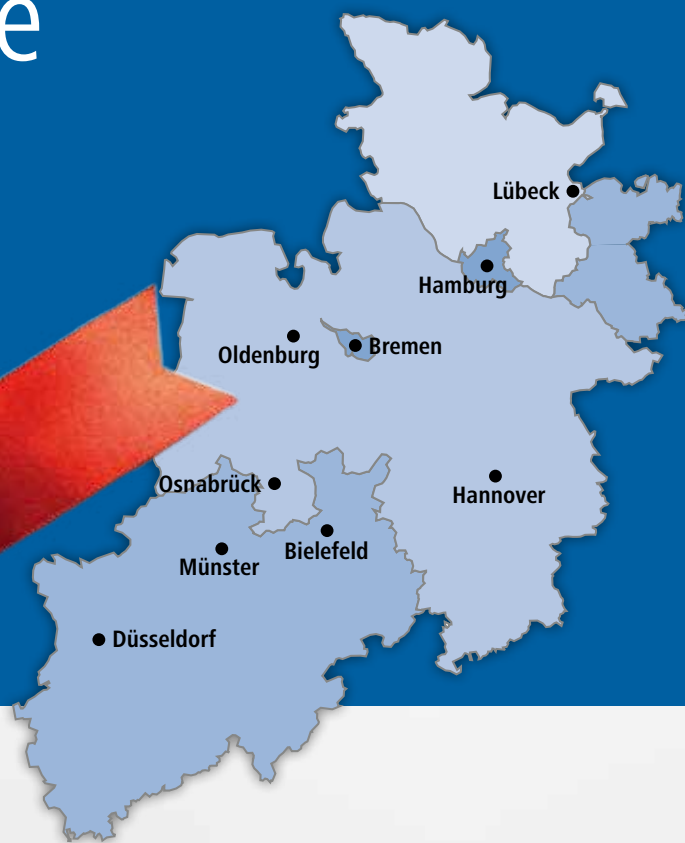 e
Lübeck
Hamburg
Oldenburg
Bremen
Osnabrück
Hannover
Bielefeld
Münster
Düsseldorf